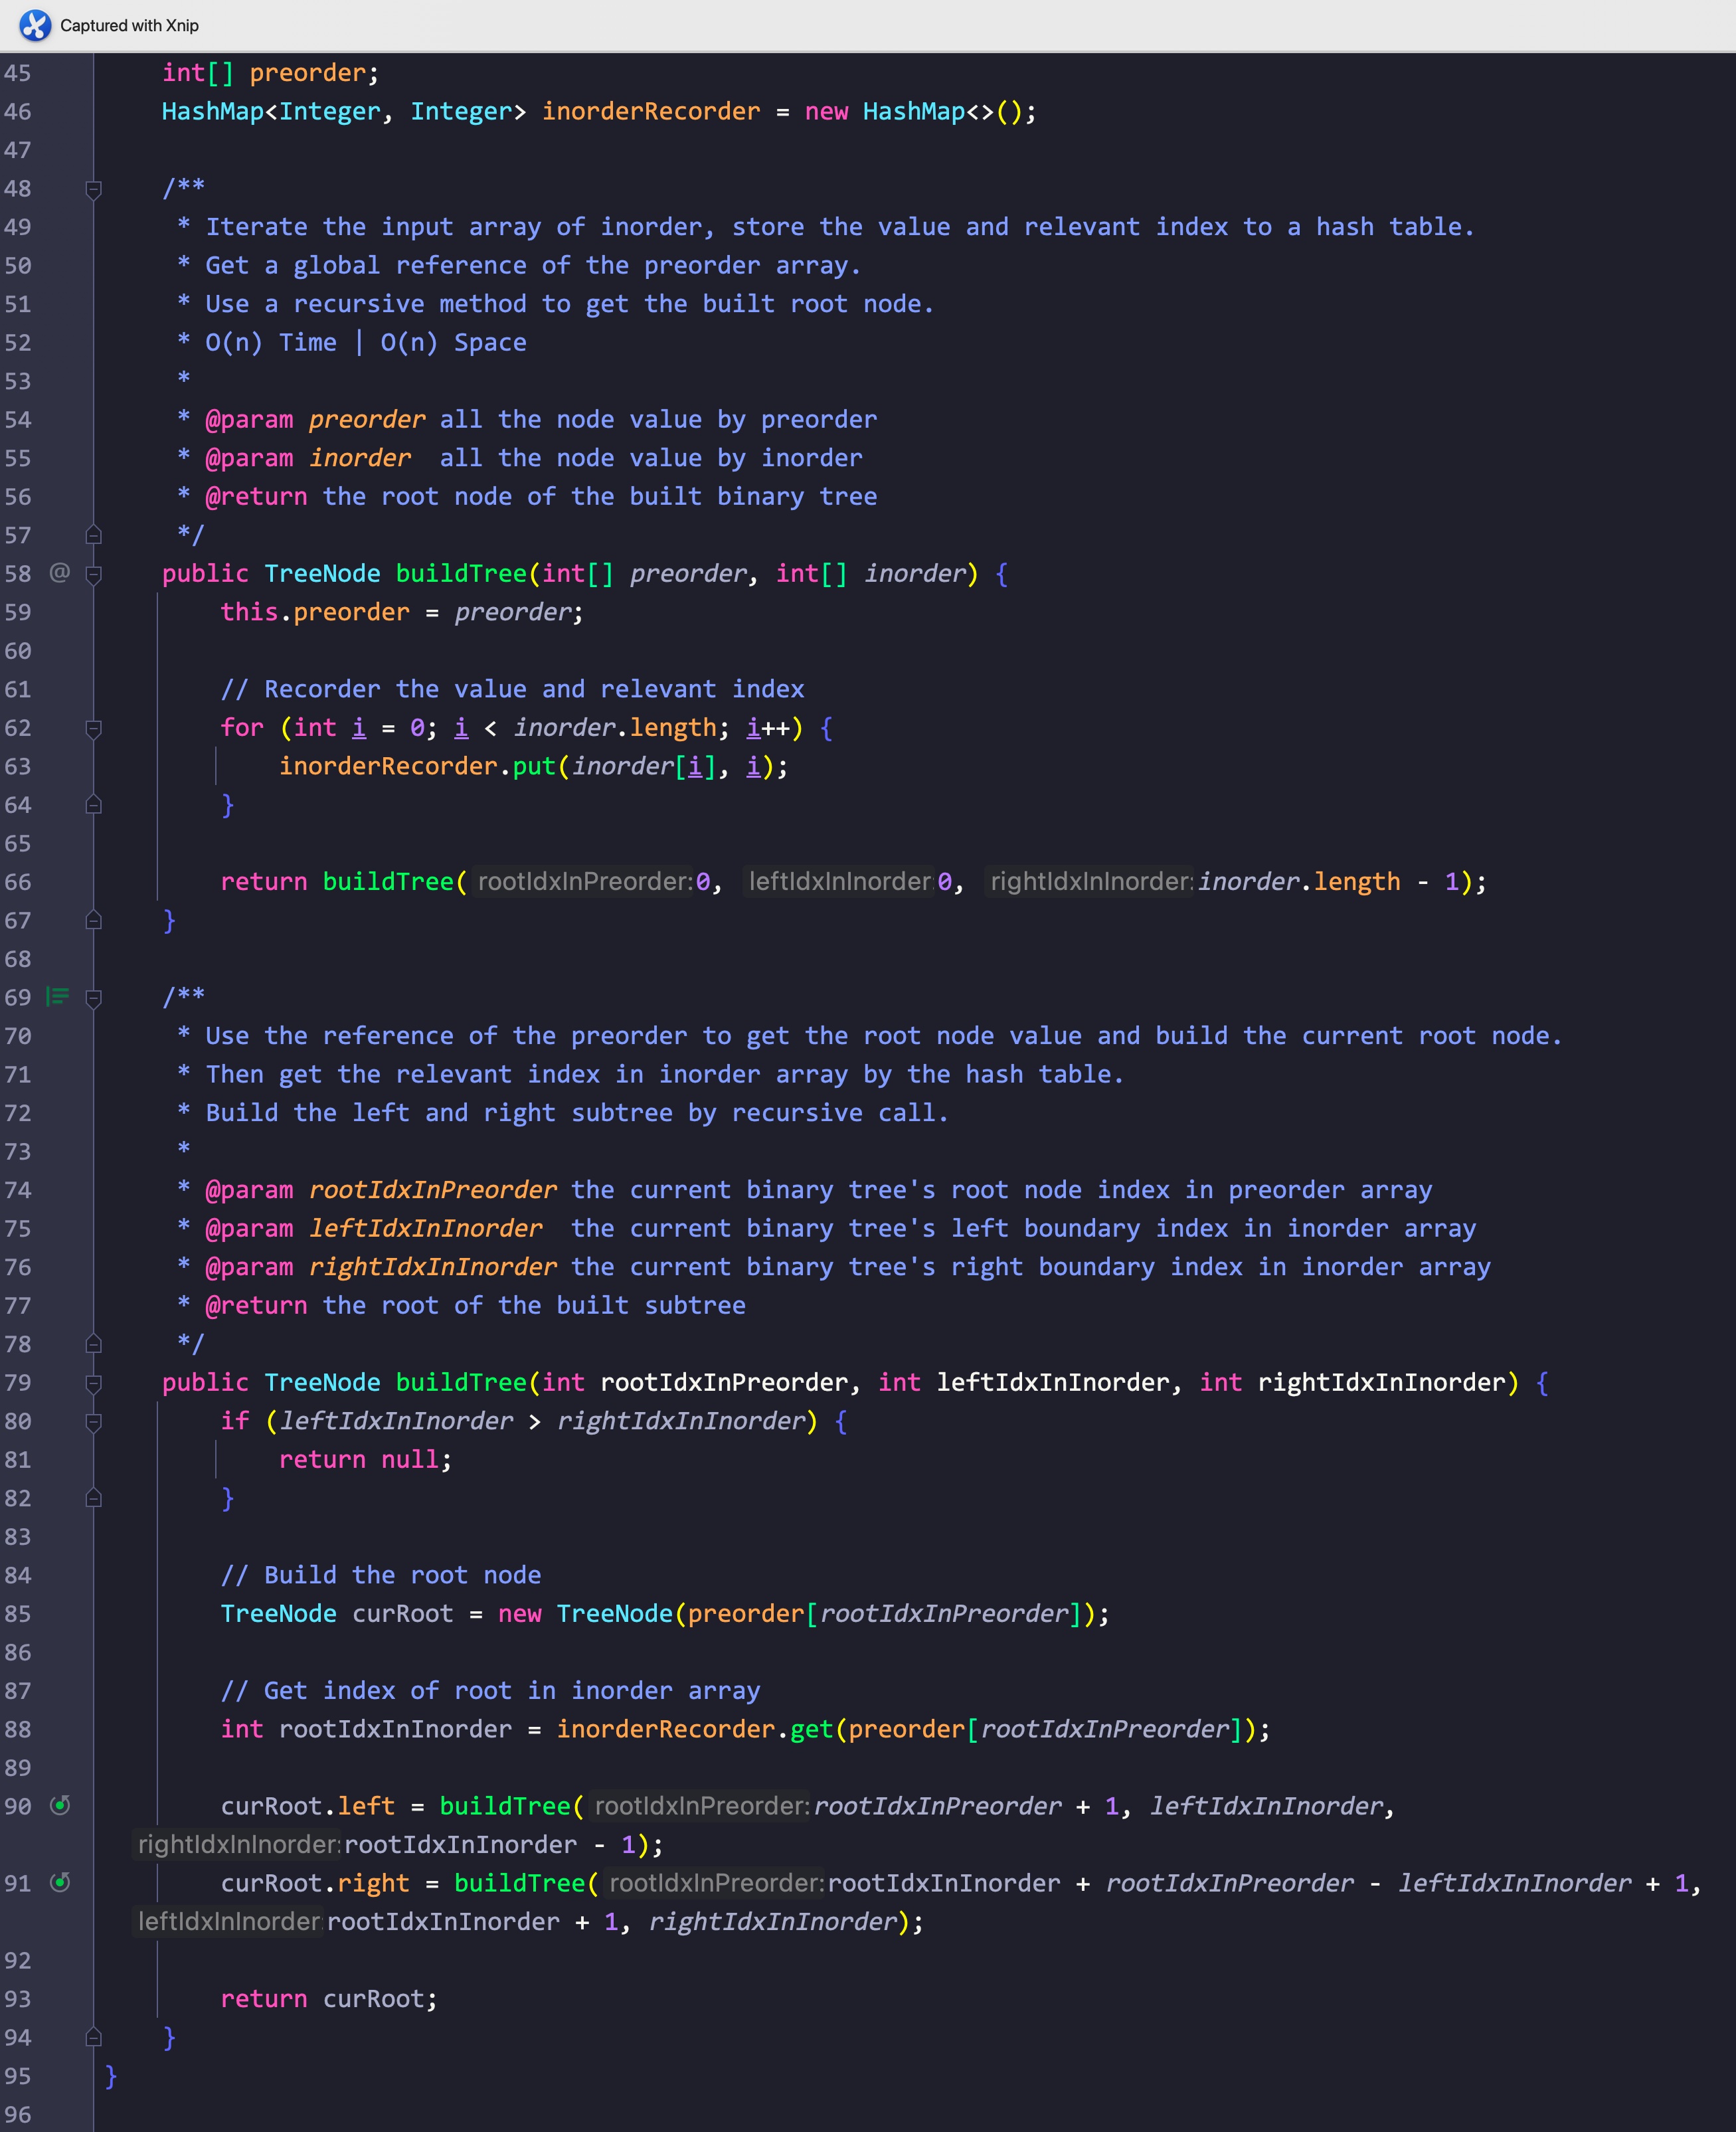 Captured with Xnip
45 int[] preorder;
46 HashMap<Integer, Integer> inorderRecorder = new HashMap<>();
47
48 /**
49 * Iterate the input array of inorder, store the value and relevant index to a hash table.
50 * Get a global reference of the preorder array.
51 * Use a recursive method to get the built root node.
52 * O(n) Time | O(n) Space
53 *
54 * @param preorder all the node value by preorder
55 * @param inorder  all the node value by inorder
56 * @return the root node of the built binary tree
57 */
58 @ public TreeNode buildTree(int[] preorder, int[] inorder) {
59 this.preorder = preorder;
60
61 // Recorder the value and relevant index
62 for (int i = 0; i < inorder.length; i++) {
63 inorderRecorder.put(inorder[i], i);
64 }
65
66 return buildTree( rootIdxInPreorder: 0, leftIdxInInorder: 0, rightIdxInInorder: inorder.length - 1);
67 }
68
69 /**
70 * Use the reference of the preorder to get the root node value and build the current root node.
71 * Then get the relevant index in inorder array by the hash table.
72 * Build the left and right subtree by recursive call.
73 *
74 * @param rootIdxInPreorder the current binary tree's root node index in preorder array
75 * @param leftIdxInInorder  the current binary tree's left boundary index in inorder array
76 * @param rightIdxInInorder the current binary tree's right boundary index in inorder array
77 * @return the root of the built subtree
78 */
79 public TreeNode buildTree(int rootIdxInPreorder, int leftIdxInInorder, int rightIdxInInorder) {
80 if (leftIdxInInorder > rightIdxInInorder) {
81 return null;
82 }
83
84 // Build the root node
85 TreeNode curRoot = new TreeNode(preorder[rootIdxInPreorder]);
86
87 // Get index of root in inorder array
88 int rootIdxInInorder = inorderRecorder.get(preorder[rootIdxInPreorder]);
89
90 curRoot.left = buildTree( rootIdxInPreorder: rootIdxInPreorder + 1, leftIdxInInorder,
rightIdxInInorder: rootIdxInInorder - 1);
91 curRoot.right = buildTree( rootIdxInPreorder: rootIdxInInorder + rootIdxInPreorder - leftIdxInInorder + 1,
leftIdxInInorder: rootIdxInInorder + 1, rightIdxInInorder);
92
93 return curRoot;
94 }
95 }
96